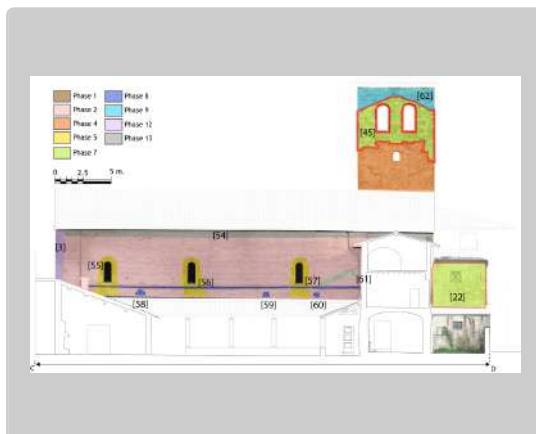 Phase 1 Phase 8
Phase 2 Phase 9
Phase 4 Phase 12
Phase 5 Phase 13
Phase 7
0 2.5 5 m.
[62]
[45]
[54]
[3]
[55]
[56]
[57]
[61]
[58] [59] [60]
[22]
C D